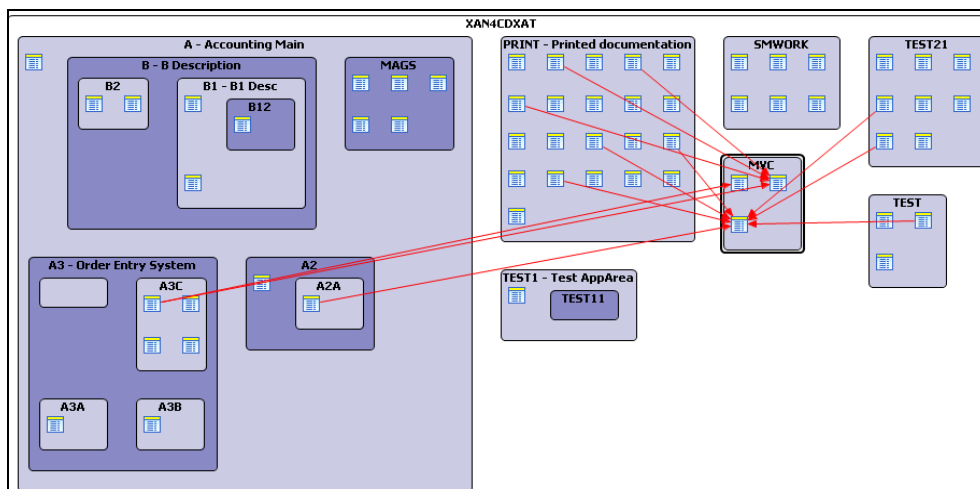 XAN4CDXAT
A - Accounting Main
PRINT - Printed documentation
SMWORK
TEST21
B - B Description
MAGS
B2
B1 - B1 Desc
B12
MVC
TEST
A3 - Order Entry System
A2
A3C
A2A
TEST1 - Test AppArea
TEST11
A3A
A3B